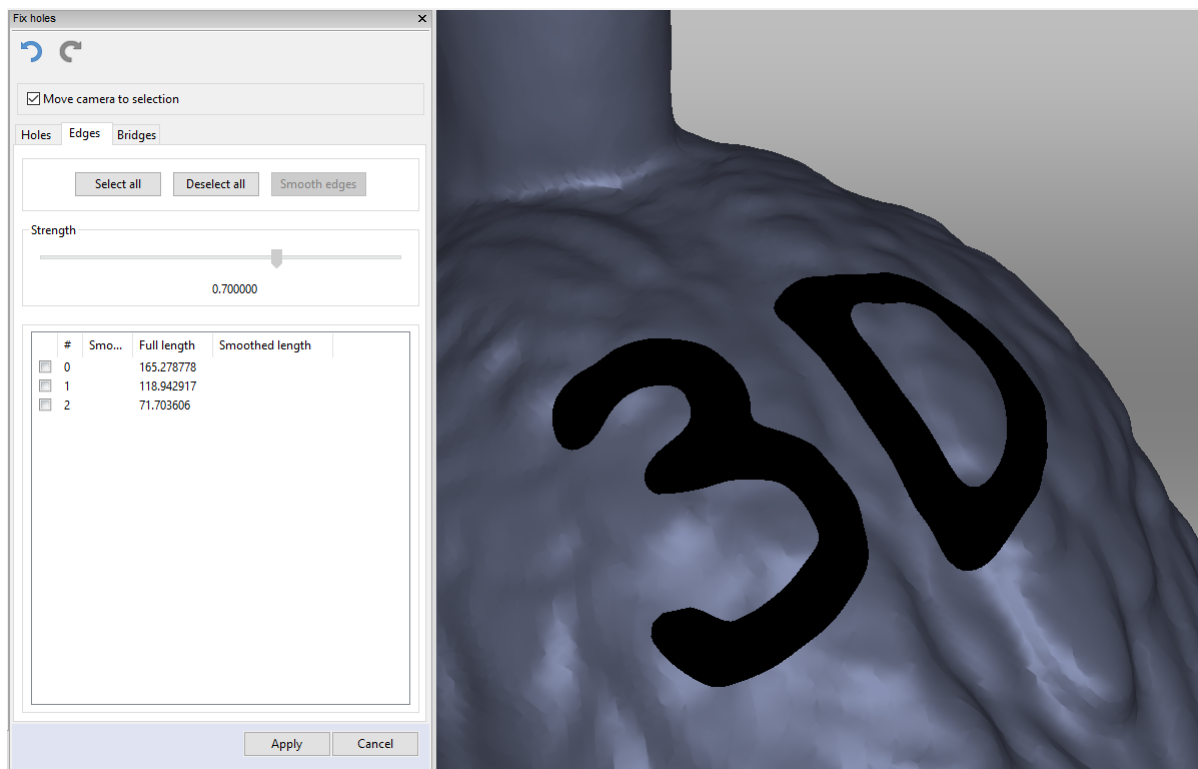 Fix holes
Move camera to selection
Holes Edges Bridges
Select all Deselect all Smooth edges
Strength
0.700000
# Smo... Full length Smoothed length
0 165.278778
1 118.942917
2 71.703606
Apply Cancel
3D